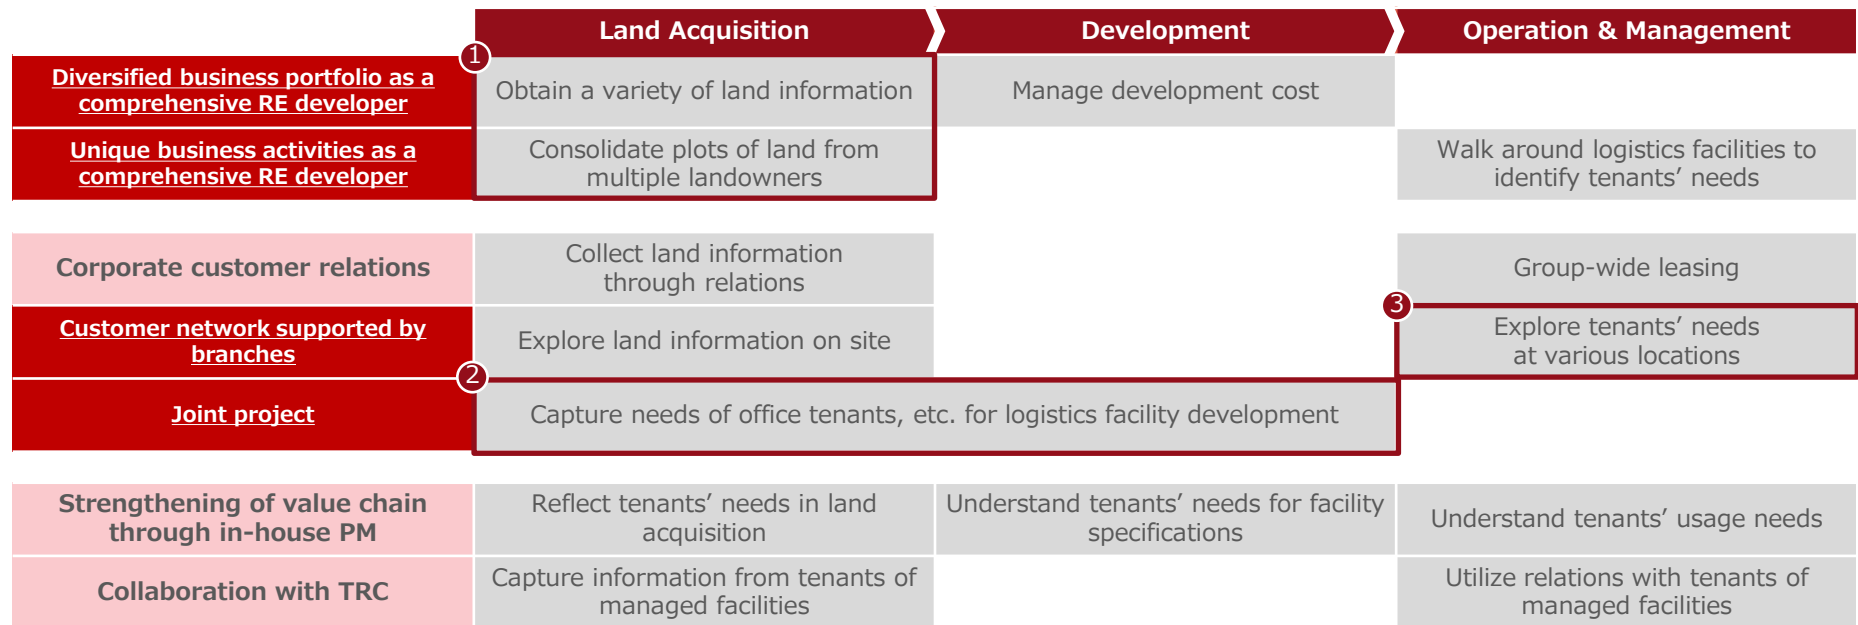 Land Acquisition
Development
Operation & Management
1
Diversified business portfolio as a
comprehensive RE developer
Obtain a variety of land information
Manage development cost
Unique business activities as a
comprehensive RE developer
Consolidate plots of land from
multiple landowners
Walk around logistics facilities to
identify tenants’ needs
Corporate customer relations
Collect land information
through relations
Group-wide leasing
3
Customer network supported by
branches
Explore land information on site
Explore tenants’ needs
at various locations
2
Joint project
Capture needs of office tenants, etc. for logistics facility development
Strengthening of value chain
through in-house PM
Reflect tenants’ needs in land
acquisition
Understand tenants’ needs for facility
specifications
Understand tenants’ usage needs
Collaboration with TRC
Capture information from tenants of
managed facilities
Utilize relations with tenants of
managed facilities